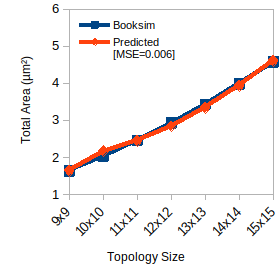 Total Area (μm²)
6
5
4
3
2
1
Booksim
Predicted
[MSE=0.006]
9x9
10x10
11x11
12x12
13x13
14x14
15x15
Topology Size